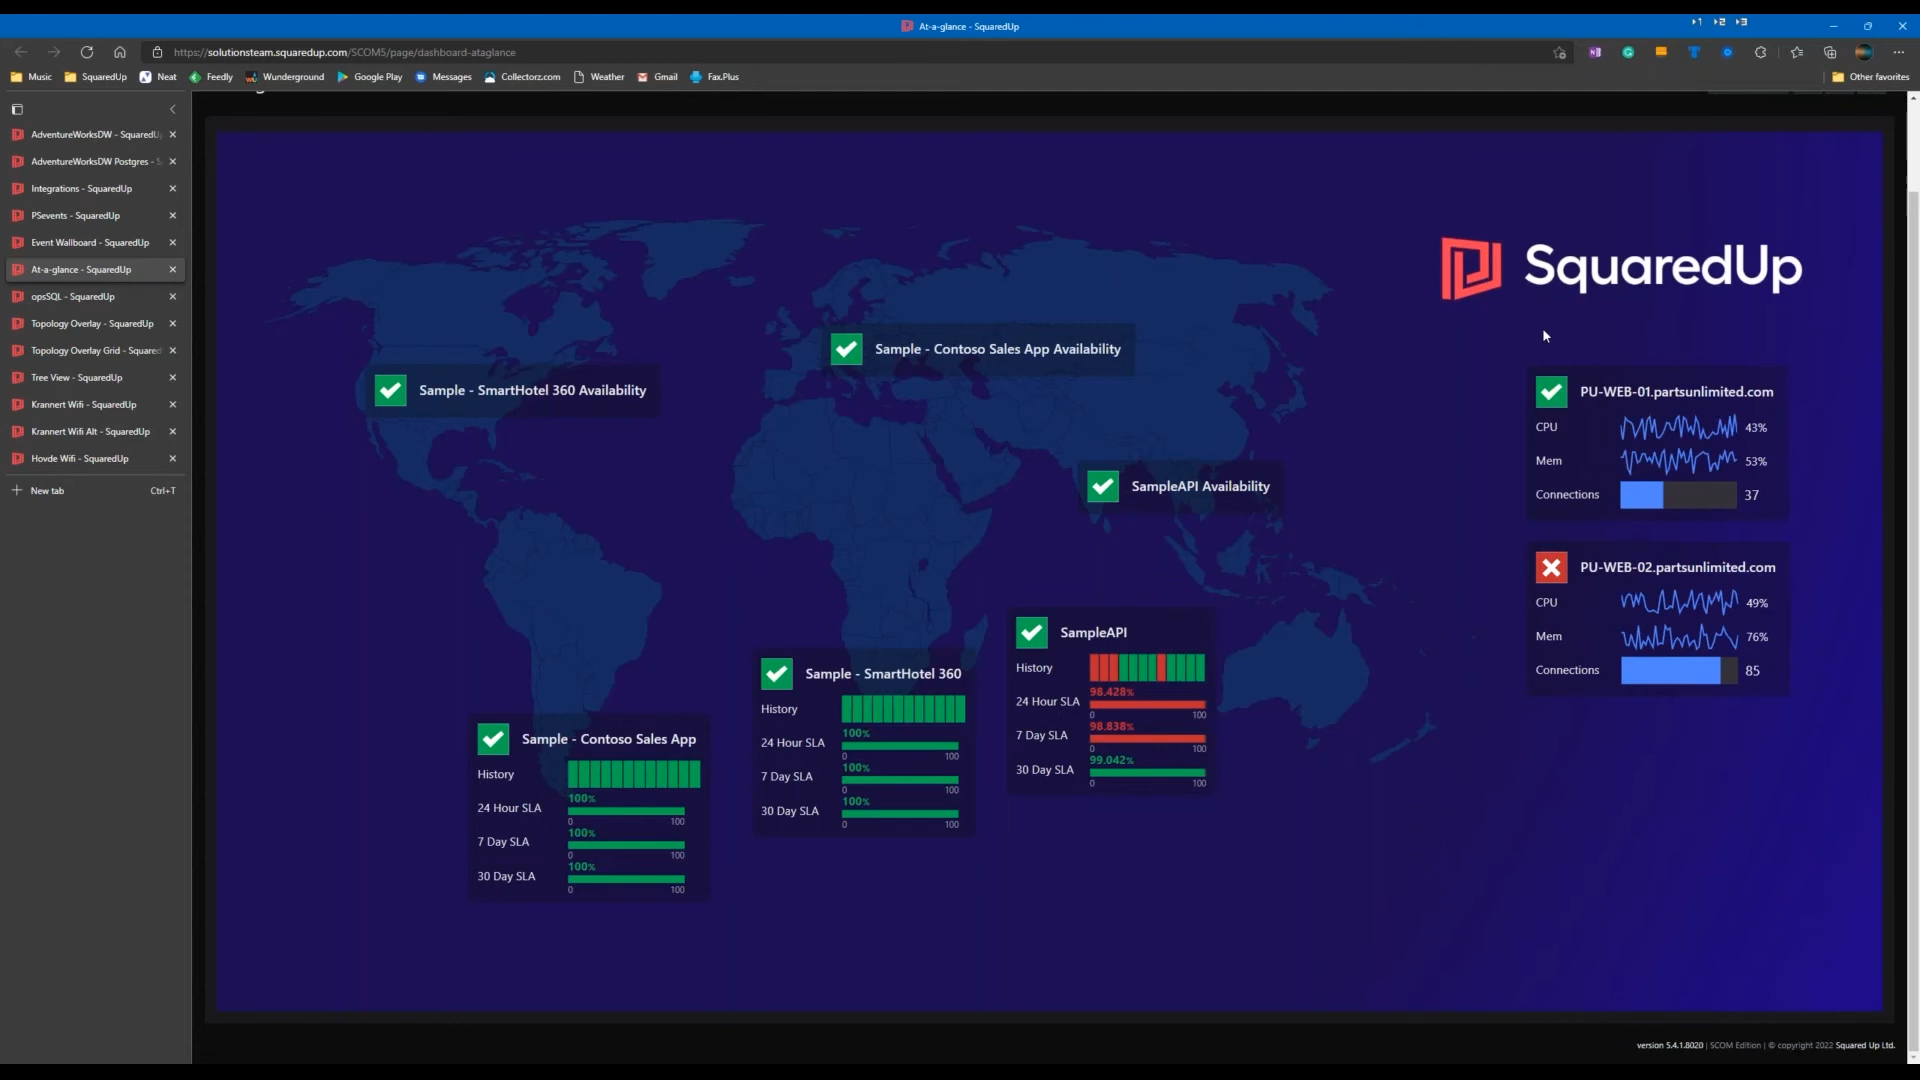 At-a-glance - SquaredUp
https://solutionsteam.squaredup.com/SCOM5/page/dashboard-ataglance
Music
SquaredUp
Neat
Feedly
Wunderground
Google Play
Messages
Collectorz.com
Weather
Gmail
Fax.Plus
Other favorites
AdventureWorksDW - SquaredU
AdventureWorksDW Postgres - S
Integrations - SquaredUp
PSevents - SquaredUp
Event Wallboard - SquaredUp
At-a-glance - SquaredUp
opsSQL - SquaredUp
Topology Overlay - SquaredUp
Topology Overlay Grid - Squared
Tree View - SquaredUp
Krannert Wifi - SquaredUp
Krannert Wifi Alt - SquaredUp
Hovde Wifi - SquaredUp
New tab Ctrl+T
SquaredUp
Sample - Contoso Sales App Availability
Sample - SmartHotel 360 Availability
SampleAPI Availability
PU-WEB-01.partsunlimited.com
CPU 43%
Mem 53%
Connections 37
PU-WEB-02.partsunlimited.com
CPU 49%
Mem 76%
Connections 85
SampleAPI
History
98.428%
24 Hour SLA
0 100
98.838%
7 Day SLA
0 100
99.042%
30 Day SLA
0 100
Sample - SmartHotel 360
History
100%
24 Hour SLA
0 100
100%
7 Day SLA
0 100
100%
30 Day SLA
0 100
Sample - Contoso Sales App
History
100%
24 Hour SLA
0 100
100%
7 Day SLA
0 100
100%
30 Day SLA
0 100
version 5.4.1.8020 | SCOM Edition | © copyright 2022 Squared Up Ltd.